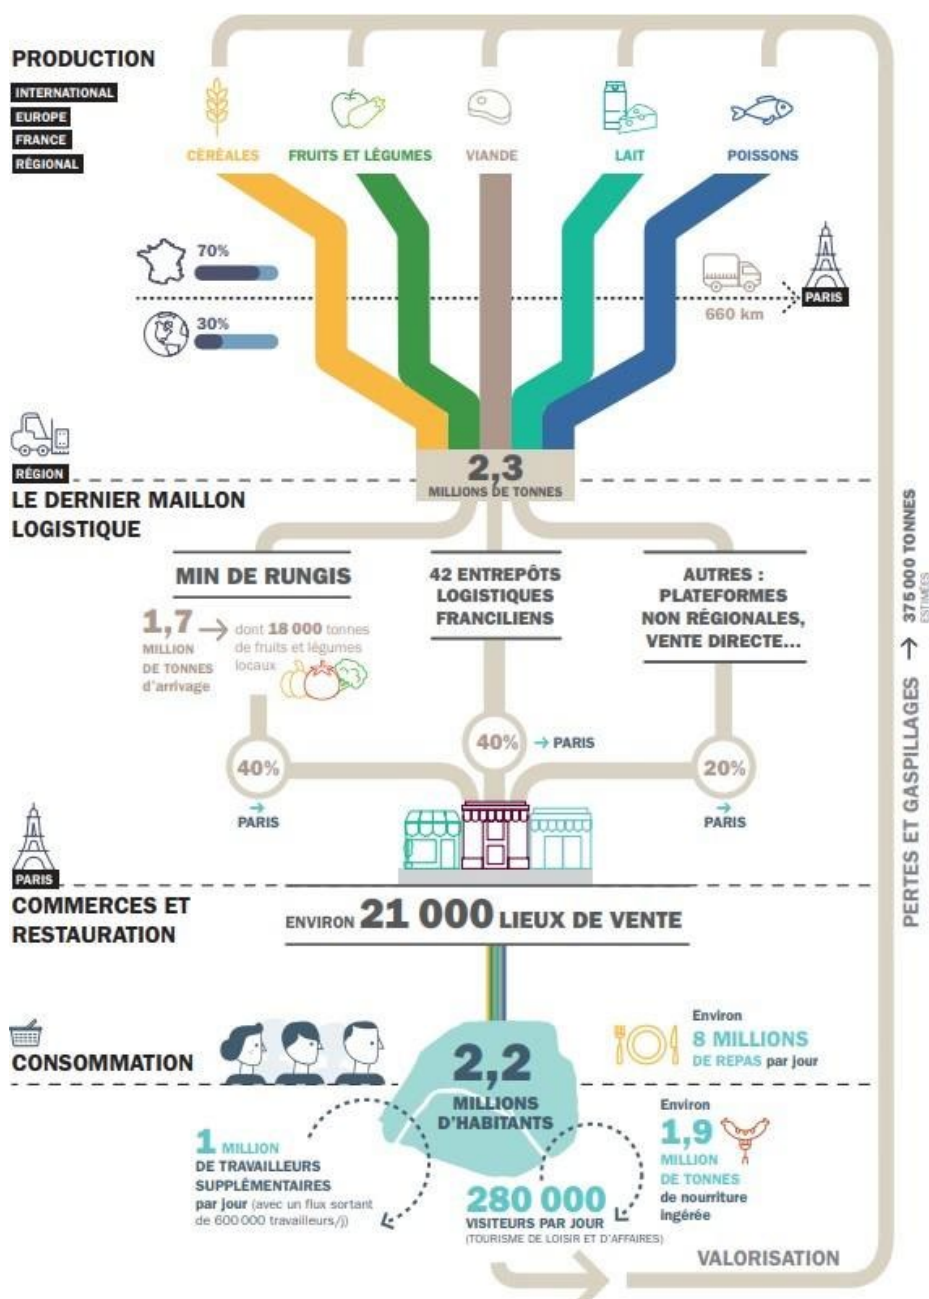 PRODUCTION
INTERNATIONAL
EUROPE
FRANCE
RÉGIONAL
CÉRÉALES
FRUITS ET LÉGUMES
VIANDE
LAIT
POISSONS
70%
30%
660 km
PARIS
RÉGION
LE DERNIER MAILLON
LOGISTIQUE
2,3
MILLIONS DE TONNES
MIN DE RUNGIS
1,7
MILLION
DE TONNES
d'arrivage
dont 18 000 tonnes
de fruits et légumes
locaux
42 ENTREPÔTS
LOGISTIQUES
FRANCILIENS
AUTRES :
PLATEFORMES
NON RÉGIONALES,
VENTE DIRECTE...
40%
→ PARIS
40%
→ PARIS
20%
→ PARIS
PARIS
COMMERCES ET
RESTAURATION
ENVIRON 21 000 LIEUX DE VENTE
CONSOMMATION
2,2
MILLIONS
D'HABITANTS
Environ
8 MILLIONS
DE REPAS par jour
1 MILLION
DE TRAVAILLEURS
SUPPLÉMENTAIRES
par jour (avec un flux sortant
de 600 000 travailleurs/j)
280 000
VISITEURS PAR JOUR
(TOURISME DE LOISIR ET D'AFFAIRES)
Environ
1,9
MILLION
DE TONNES
de nourriture
ingérée
VALORISATION
PERTES ET GASPILLAGES → 375 000 TONNES
ESTIMÉES